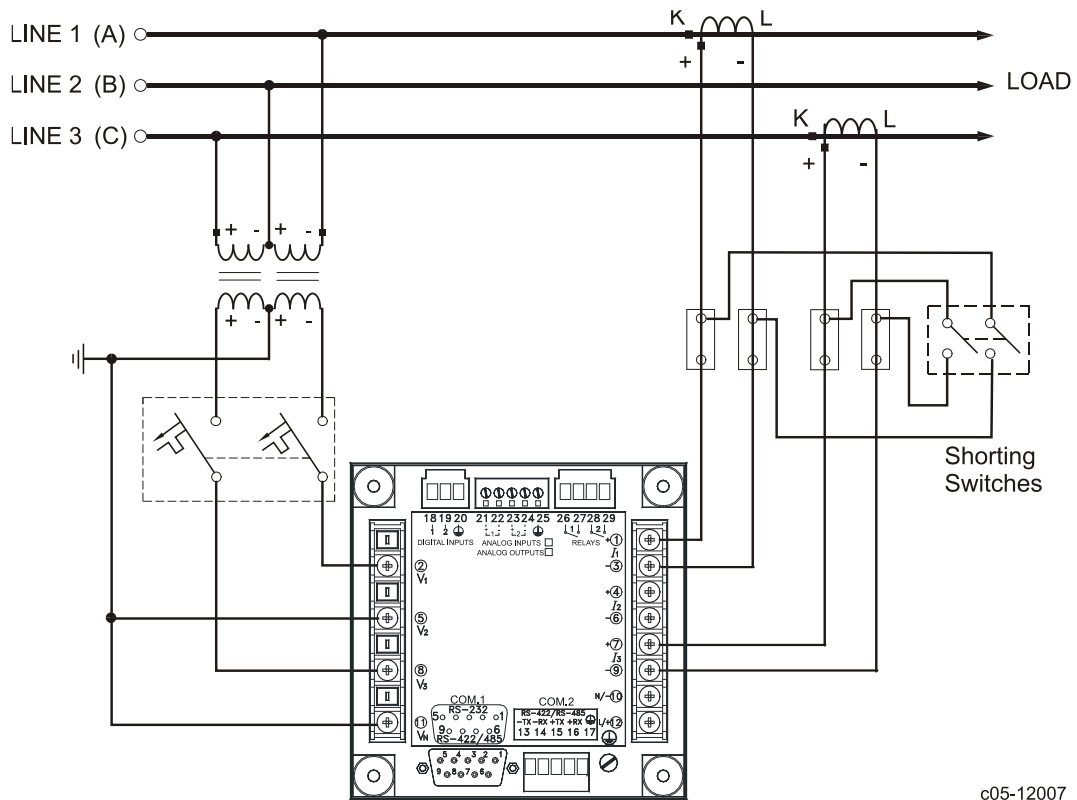 LINE 1 (A)
K
L
+
-
LINE 2 (B)
LOAD
LINE 3 (C)
K
L
+
-
+ - + -
+ - + -
Shorting
Switches
18 19 20 21 22 23 24 25 26 27 28 29
1 2 1 2 1 2
DIGITAL INPUTS
ANALOG INPUTS
ANALOG OUTPUTS
RELAYS
+1
I1
-3
2
V1
+4
I2
-6
5
V2
+7
I3
-9
8
V3
N/-10
L/+12
11
VN
COM.1
RS-232
5 1
9 6
RS-422/485
COM.2
RS-422/RS-485
-TX -RX +TX +RX
13 14 15 16 17
5 4 3 2 1
9 8 7 6
c05-12007